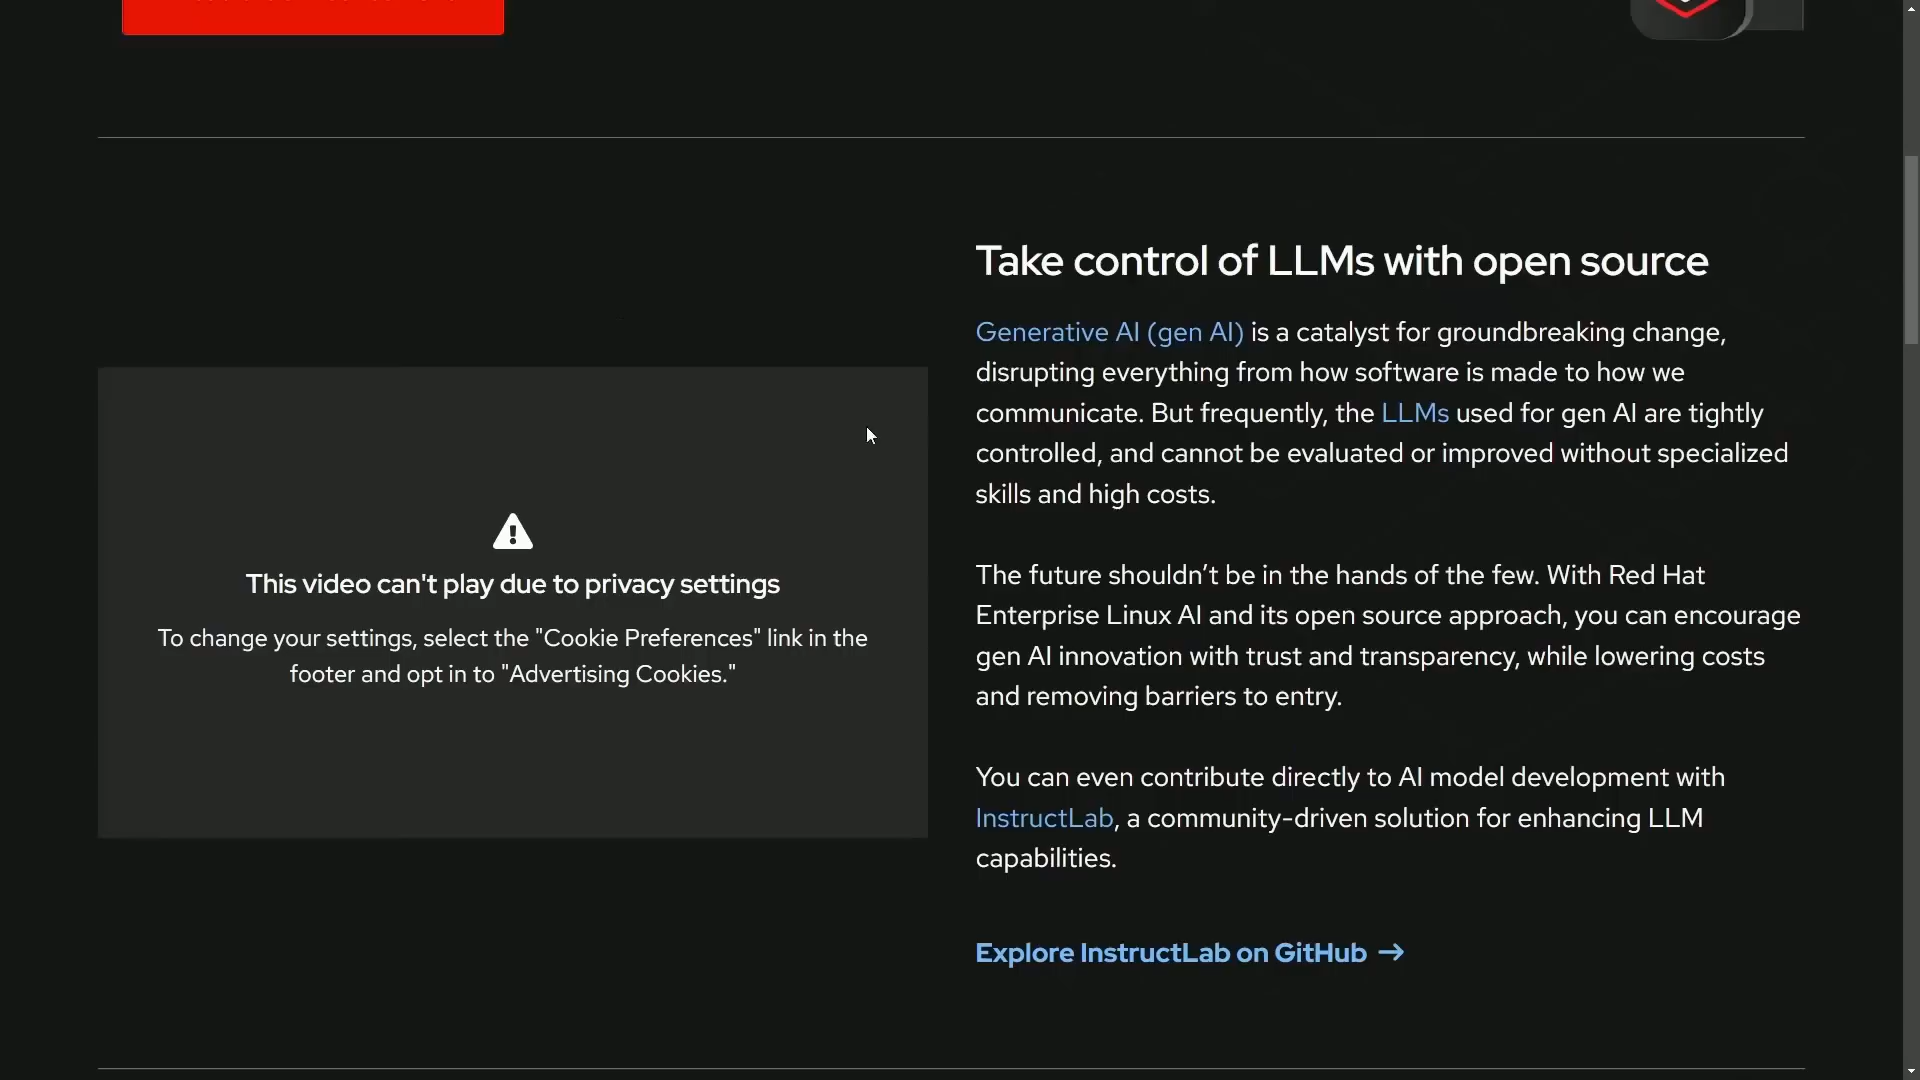 This video can't play due to privacy settings
To change your settings, select the "Cookie Preferences" link in the
footer and opt in to "Advertising Cookies."
Take control of LLMs with open source
Generative AI (gen AI) is a catalyst for groundbreaking change,
disrupting everything from how software is made to how we
communicate. But frequently, the LLMs used for gen AI are tightly
controlled, and cannot be evaluated or improved without specialized
skills and high costs.
The future shouldn’t be in the hands of the few. With Red Hat
Enterprise Linux AI and its open source approach, you can encourage
gen AI innovation with trust and transparency, while lowering costs
and removing barriers to entry.
You can even contribute directly to AI model development with
InstructLab, a community-driven solution for enhancing LLM
capabilities.
Explore InstructLab on GitHub →